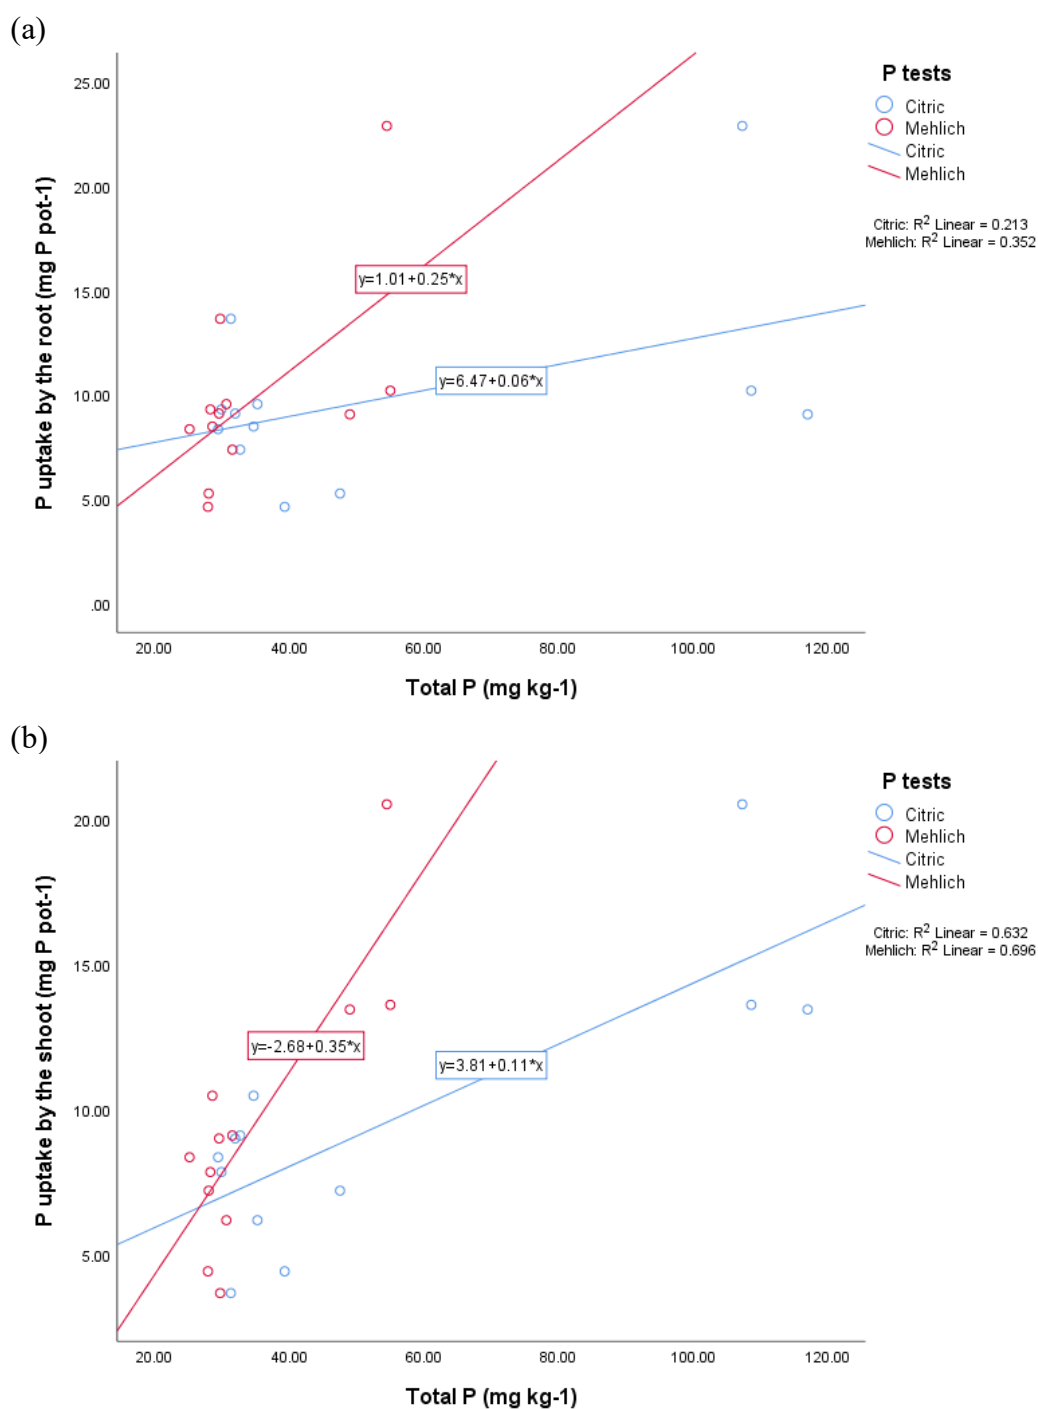 (a)
25.00
20.00
15.00
10.00
5.00
.00
P uptake by the root (mg P pot-1)
y=1.01+0.25*x
y=6.47+0.06*x
20.00 40.00 60.00 80.00 100.00 120.00
Total P (mg kg-1)
P tests
Citric
Mehlich
Citric
Mehlich
Citric: R2 Linear = 0.213
Mehlich: R2 Linear = 0.352
(b)
20.00
15.00
10.00
5.00
P uptake by the shoot (mg P pot-1)
y=-2.68+0.35*x
y=3.81+0.11*x
20.00 40.00 60.00 80.00 100.00 120.00
Total P (mg kg-1)
P tests
Citric
Mehlich
Citric
Mehlich
Citric: R2 Linear = 0.632
Mehlich: R2 Linear = 0.696